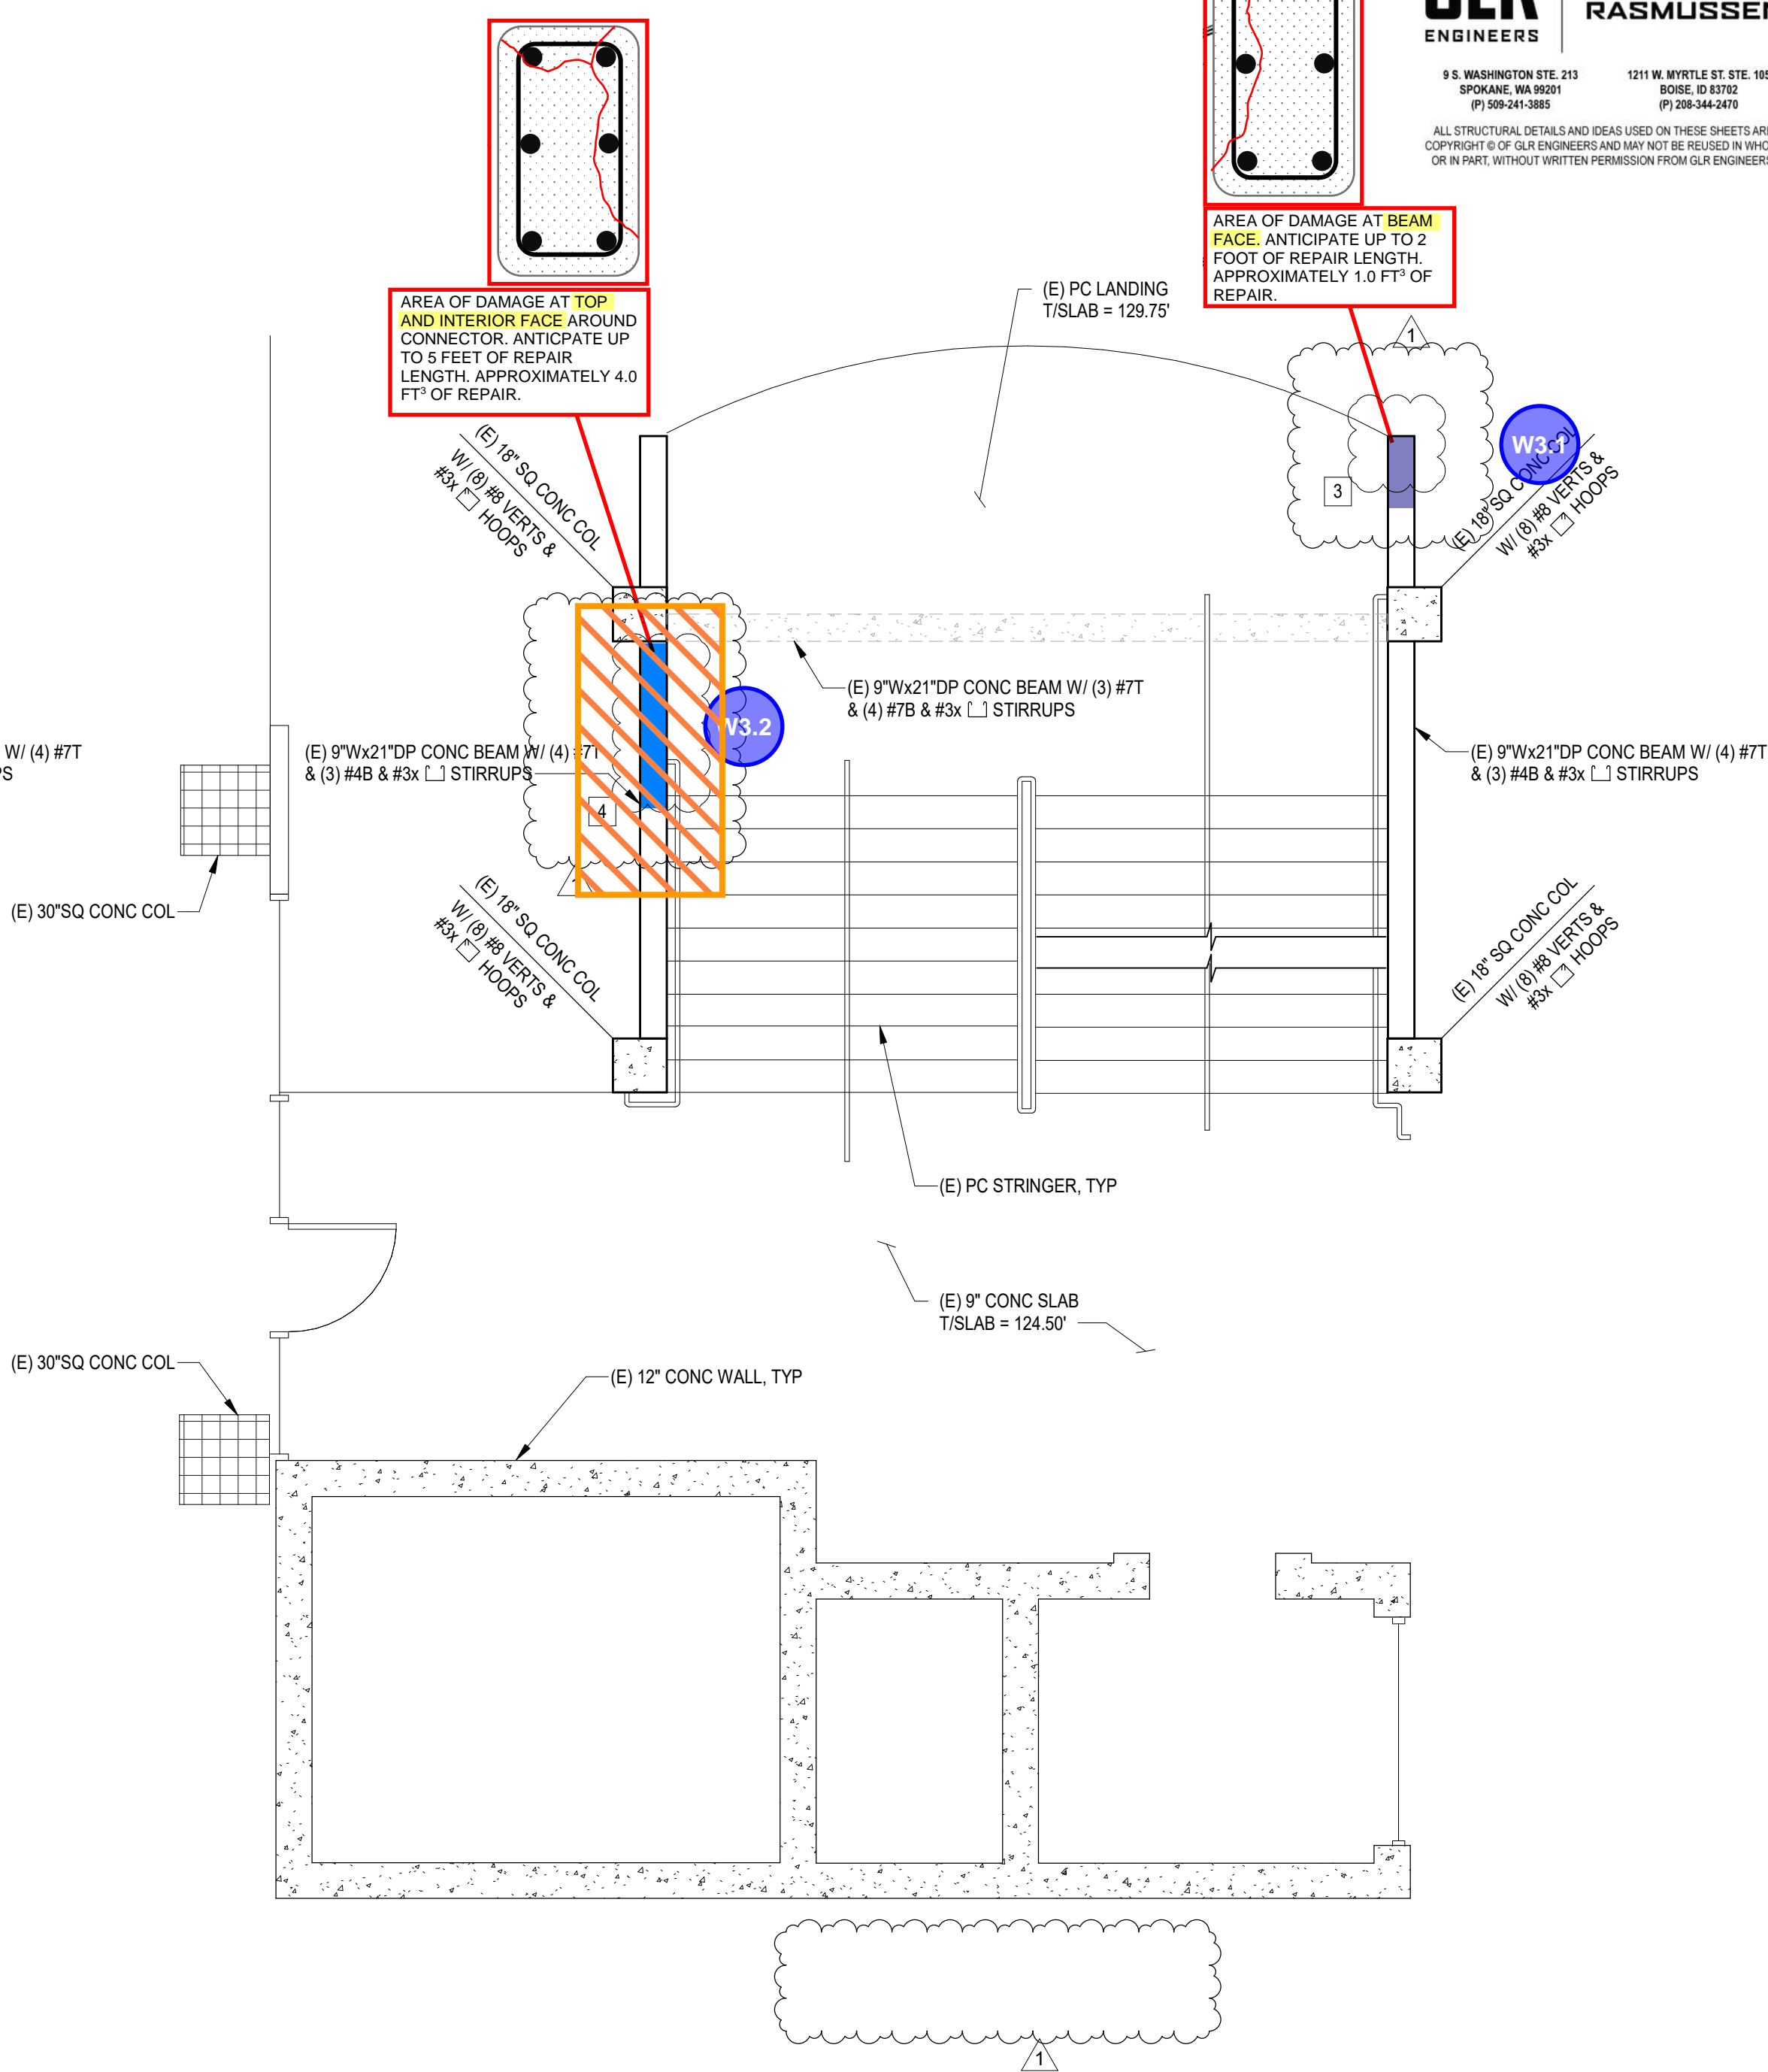 GLR
RASMUSSEN
ENGINEERS
9 S. WASHINGTON STE. 213
SPOKANE, WA 99201
(P) 509-241-3885
1211 W. MYRTLE ST. STE. 105
BOISE, ID 83702
(P) 208-344-2470
ALL STRUCTURAL DETAILS AND IDEAS USED ON THESE SHEETS ARE
COPYRIGHT © OF GLR ENGINEERS AND MAY NOT BE REUSED IN WHO
OR IN PART, WITHOUT WRITTEN PERMISSION FROM GLR ENGINEERS
AREA OF DAMAGE AT BEAM
FACE. ANTICIPATE UP TO 2
FOOT OF REPAIR LENGTH.
APPROXIMATELY 1.0 FT³ OF
REPAIR.
AREA OF DAMAGE AT TOP
AND INTERIOR FACE AROUND
CONNECTOR. ANTICPATE UP
TO 5 FEET OF REPAIR
LENGTH. APPROXIMATELY 4.0
FT³ OF REPAIR.
(E) PC LANDING
T/SLAB = 129.75'
1
W3.1
3
(E) 18" SQ CONC COL
W/ (8) #8 VERTS &
#3x HOOPS
(E) 18" SQ CONC COL
W/ (8) #8 VERTS &
#3x HOOPS
(E) 9"Wx21"DP CONC BEAM W/ (3) #7T
& (4) #7B & #3x STIRRUPS
W3.2
W/ (4) #7T
PS
(E) 9"Wx21"DP CONC BEAM W/ (4) #7T
& (3) #4B & #3x STIRRUPS
4
(E) 9"Wx21"DP CONC BEAM W/ (4) #7T
& (3) #4B & #3x STIRRUPS
(E) 30"SQ CONC COL
(E) 18" SQ CONC COL
W/ (8) #8 VERTS &
#3x HOOPS
(E) 18" SQ CONC COL
W/ (8) #8 VERTS &
#3x HOOPS
(E) PC STRINGER, TYP
(E) 9" CONC SLAB
T/SLAB = 124.50'
(E) 30"SQ CONC COL
(E) 12" CONC WALL, TYP
1